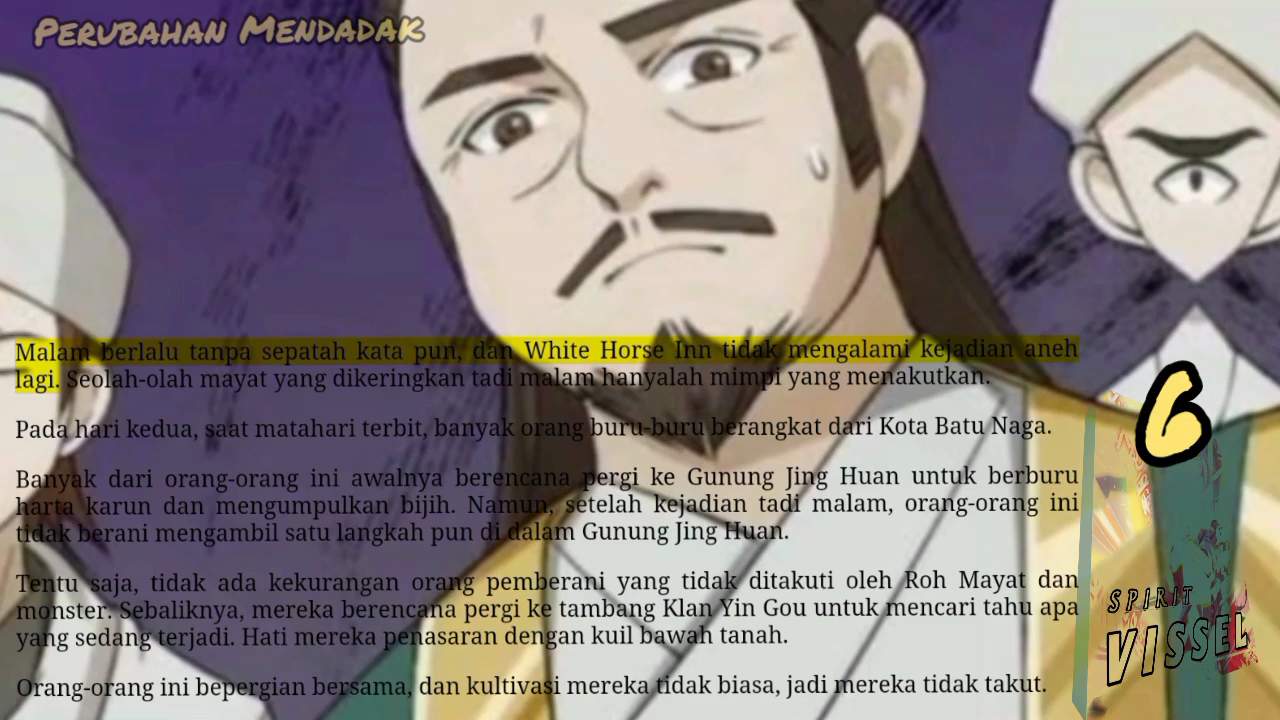 Perubahan Mendadak
Malam berlalu tanpa sepatah kata pun, dan White Horse Inn tidak mengalami kejadian aneh
lagi. Seolah-olah mayat yang dikeringkan tadi malam hanyalah mimpi yang menakutkan.
Pada hari kedua, saat matahari terbit, banyak orang buru-buru berangkat dari Kota Batu Naga.
Banyak dari orang-orang ini awalnya berencana pergi ke Gunung Jing Huan untuk berburu
harta karun dan mengumpulkan bijih. Namun, setelah kejadian tadi malam, orang-orang ini
tidak berani mengambil satu langkah pun di dalam Gunung Jing Huan.
Tentu saja, tidak ada kekurangan orang pemberani yang tidak ditakuti oleh Roh Mayat dan
monster. Sebaliknya, mereka berencana pergi ke tambang Klan Yin Gou untuk mencari tahu apa
yang sedang terjadi. Hati mereka penasaran dengan kuil bawah tanah.
Orang-orang ini bepergian bersama, dan kultivasi mereka tidak biasa, jadi mereka tidak takut.
6
SPIRIT
VISSEL